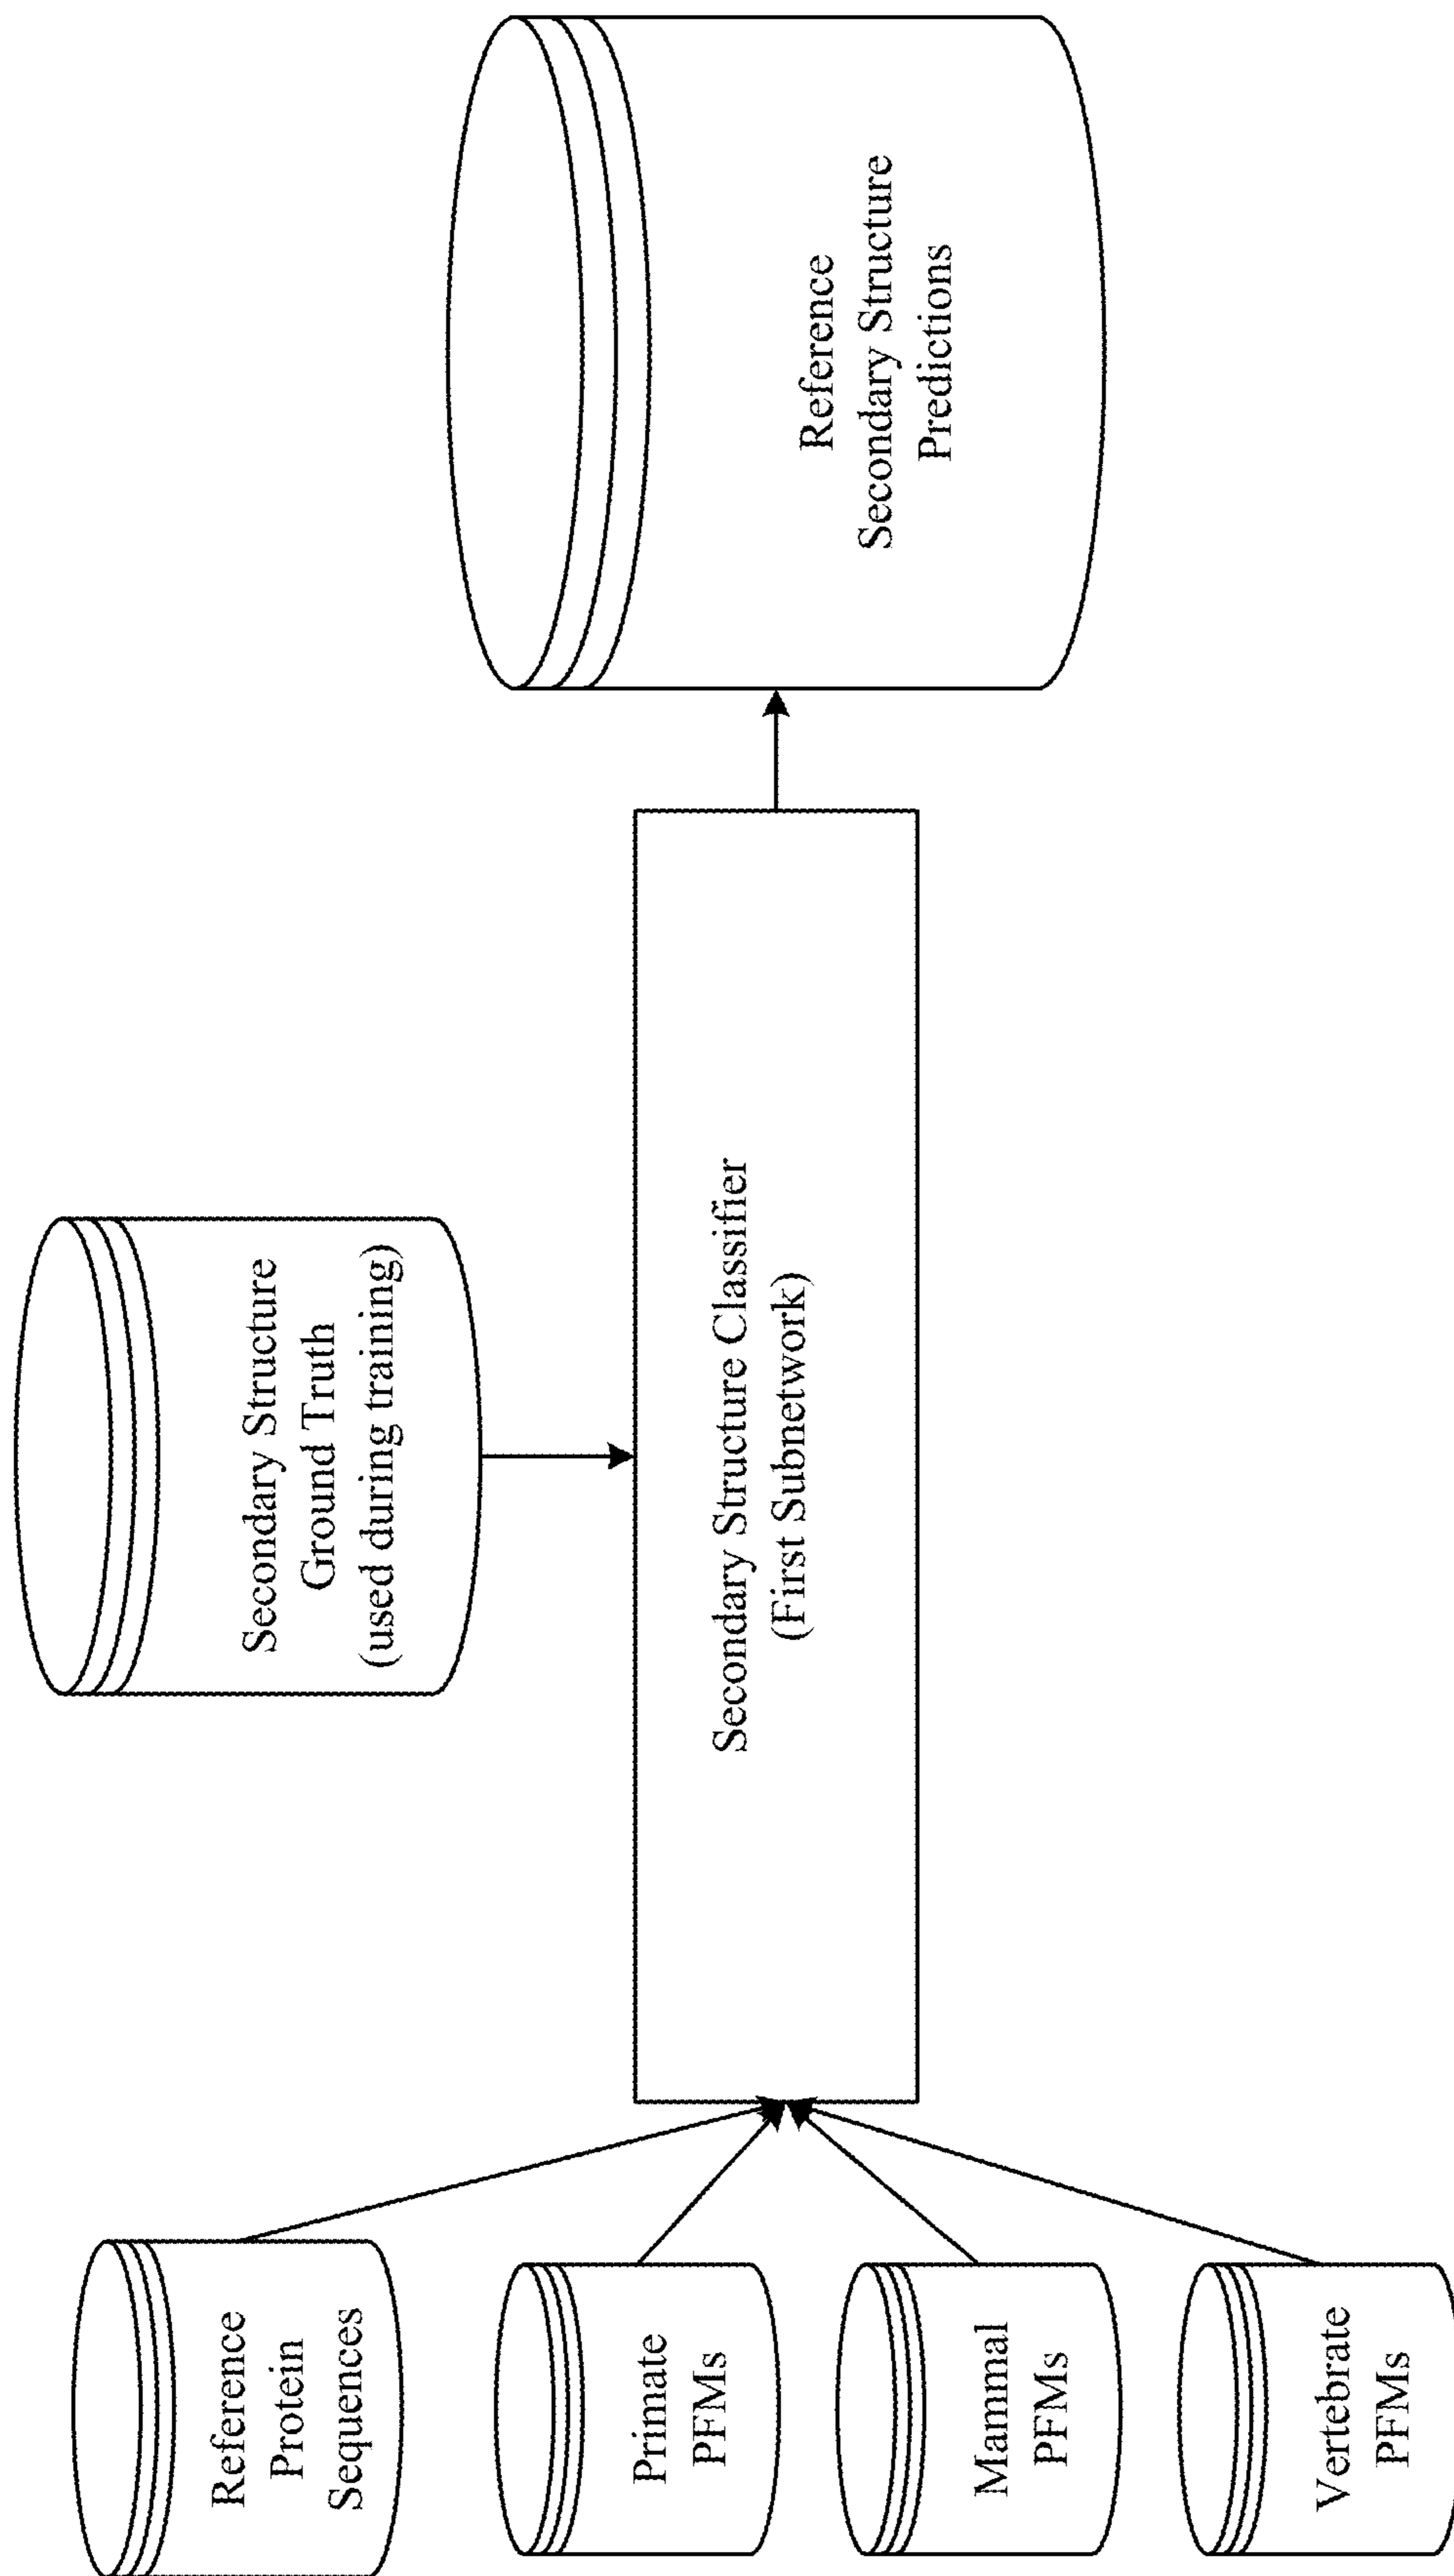 Secondary Structure
Ground Truth
(used during training)
Reference
Protein
Sequences
Primate
PFMs
Mammal
PFMs
Vertebrate
PFMs
Secondary Structure Classifier
(First Subnetwork)
Reference
Secondary Structure
Predictions